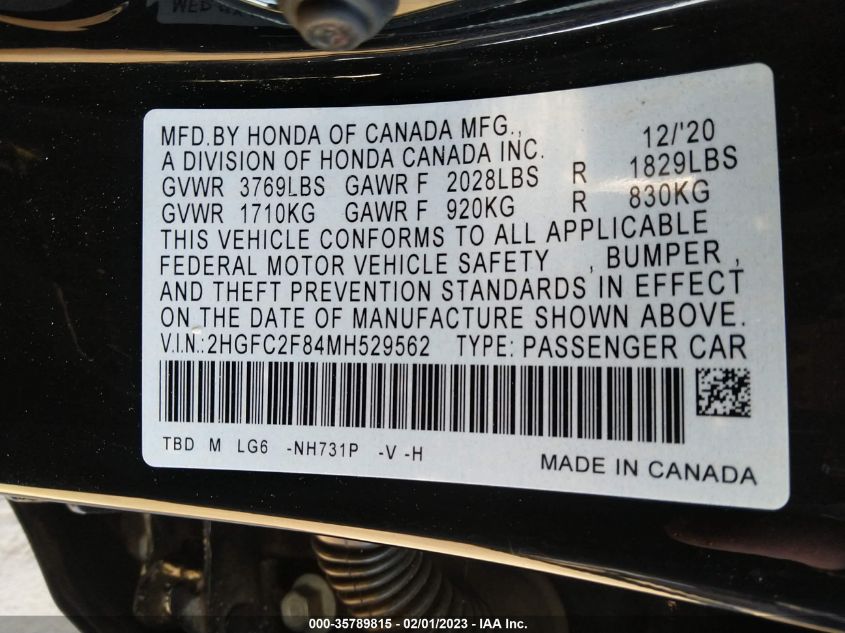 MFD.BY HONDA OF CANADA MFG., 12/'20
A DIVISION OF HONDA CANADA INC.
GVWR 3769LBS GAWR F 2028LBS R 1829LBS
GVWR 1710KG GAWR F 920KG R 830KG
THIS VEHICLE CONFORMS TO ALL APPLICABLE
FEDERAL MOTOR VEHICLE SAFETY , BUMPER ,
AND THEFT PREVENTION STANDARDS IN EFFECT
ON THE DATE OF MANUFACTURE SHOWN ABOVE.
V.I.N.:2HGFC2F84MH529562 TYPE: PASSENGER CAR
TBD M LG6 -NH731P -V -H
MADE IN CANADA
000-35789815 - 02/01/2023 - IAA Inc.